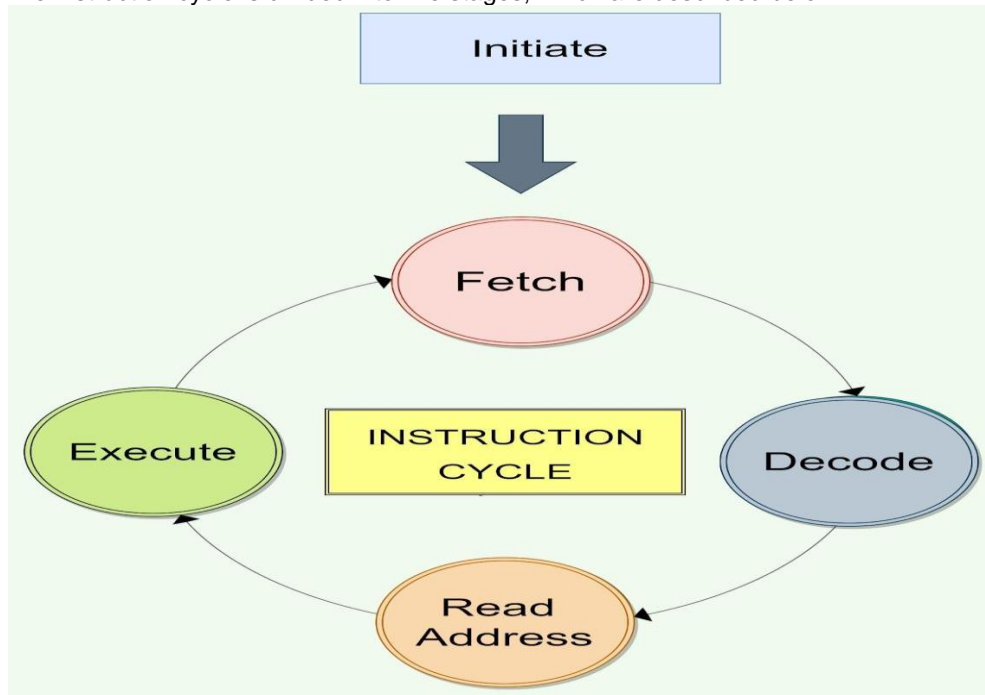 Initiate
Fetch
Execute
INSTRUCTION
CYCLE
Decode
Read
Address